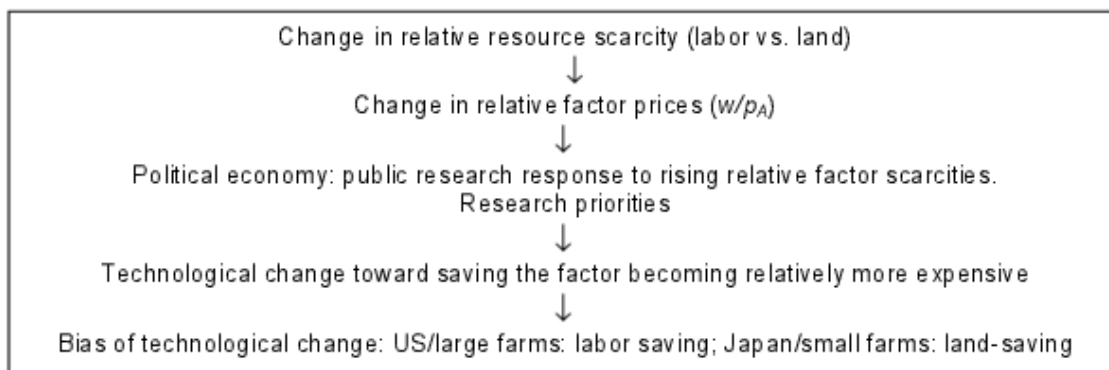 Change in relative resource scarcity (labor vs. land)
↓
Change in relative factor prices (w/pA)
↓
Political economy: public research response to rising relative factor scarcities.
Research priorities
↓
Technological change toward saving the factor becoming relatively more expensive
↓
Bias of technological change: US/large farms: labor saving; Japan/small farms: land-saving